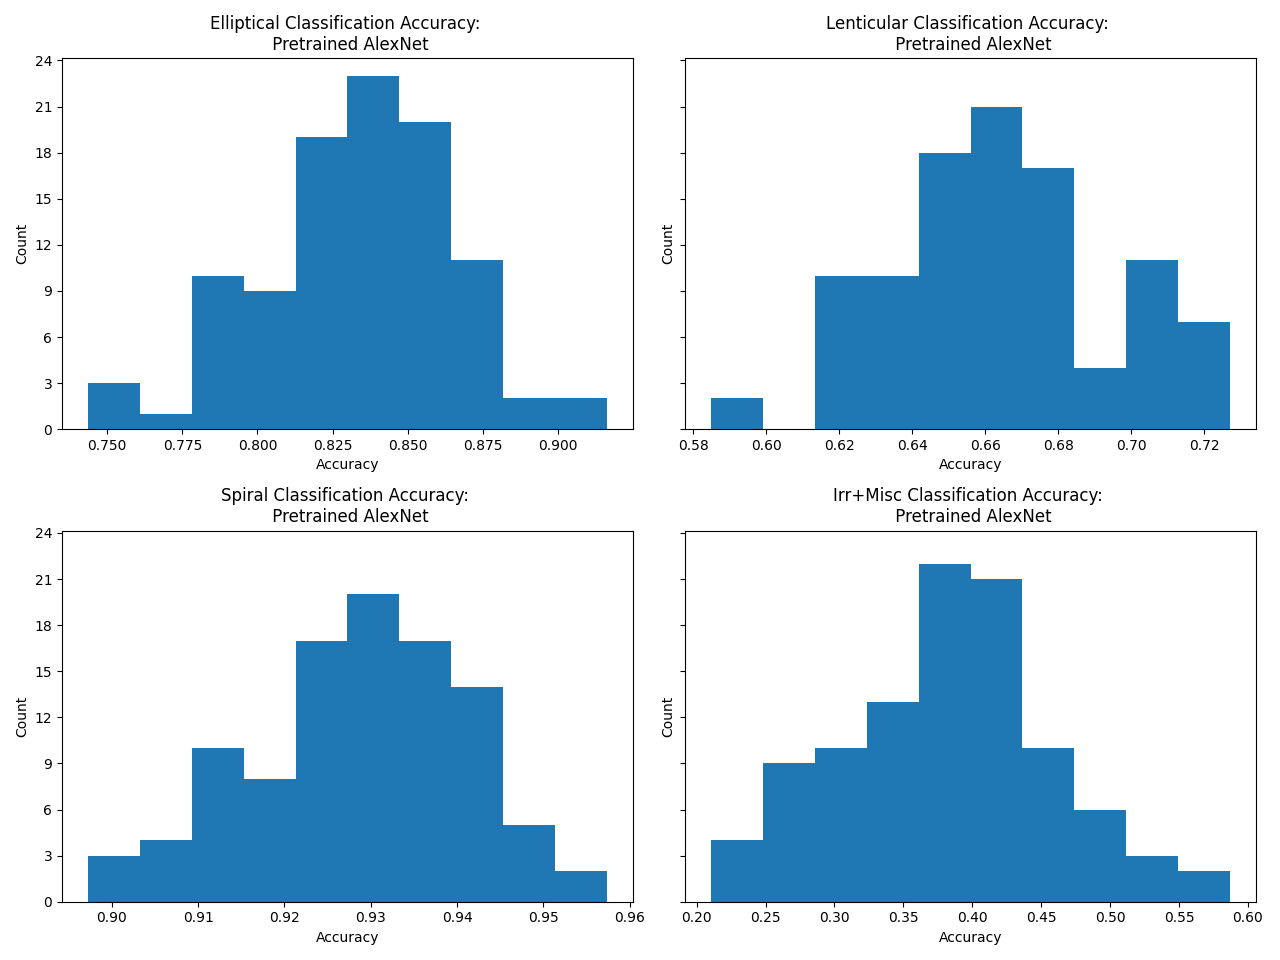 Elliptical Classification Accuracy:
Pretrained AlexNet
24
21
18
15
12
9
6
3
0
Count
0.750 0.775 0.800 0.825 0.850 0.875 0.900
Accuracy
Lenticular Classification Accuracy:
Pretrained AlexNet
Count
0.58 0.60 0.62 0.64 0.66 0.68 0.70 0.72
Accuracy
Spiral Classification Accuracy:
Pretrained AlexNet
24
21
18
15
12
9
6
3
0
Count
0.90 0.91 0.92 0.93 0.94 0.95 0.96
Accuracy
Irr+Misc Classification Accuracy:
Pretrained AlexNet
Count
0.20 0.25 0.30 0.35 0.40 0.45 0.50 0.55 0.60
Accuracy